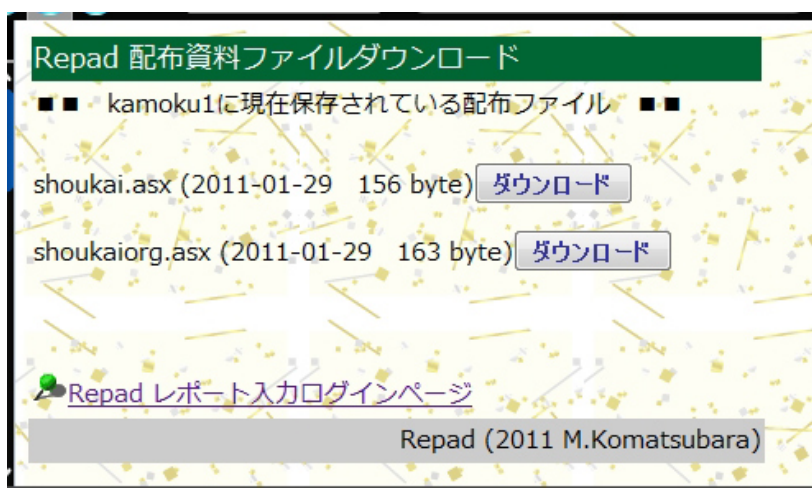 Repad 配布資料ファイルダウンロード
■■ kamoku1に現在保存されている配布ファイル ■■
shoukai.asx (2011-01-29 156 byte) ダウンロード
shoukaiorg.asx (2011-01-29 163 byte) ダウンロード
Repad レポート入力ログインページ
Repad (2011 M.Komatsubara)